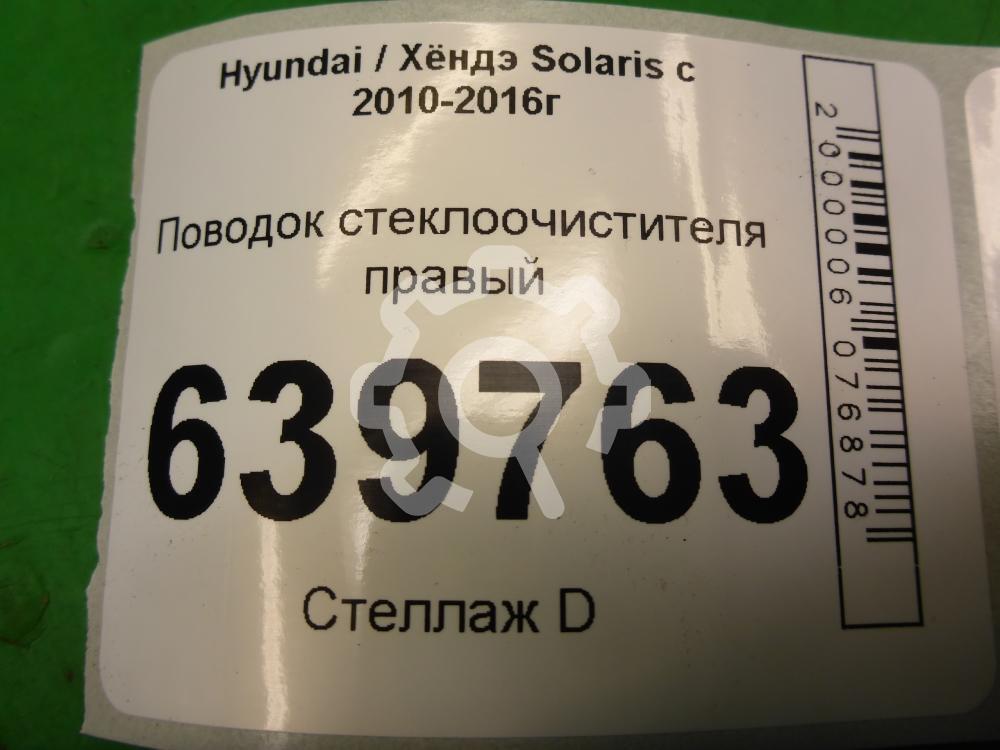 Hyundai / Хёндэ Solaris с
2010-2016г
Поводок стеклоочистителя
правый
639763
Стеллаж D
2000006076878